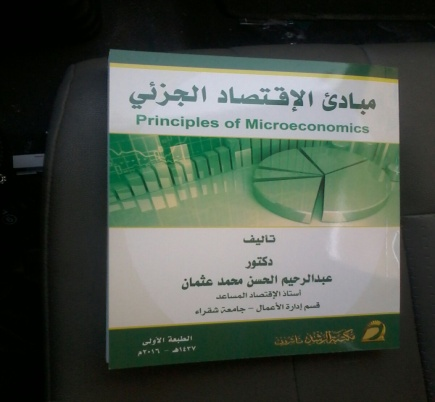 مبادئ الإقتصاد الجزئي
Principles of Microeconomics
تاليف
دكتور
عبدالرحيم الحسن محمد عثمان
أستاذ الإقتصاد المساعد
قسم إدارة الأعمال - جامعة شقراء
الطبعة الأولى
١٤٣٧هـ - ٢٠١٦م
مكتبة الرشد ناشرون